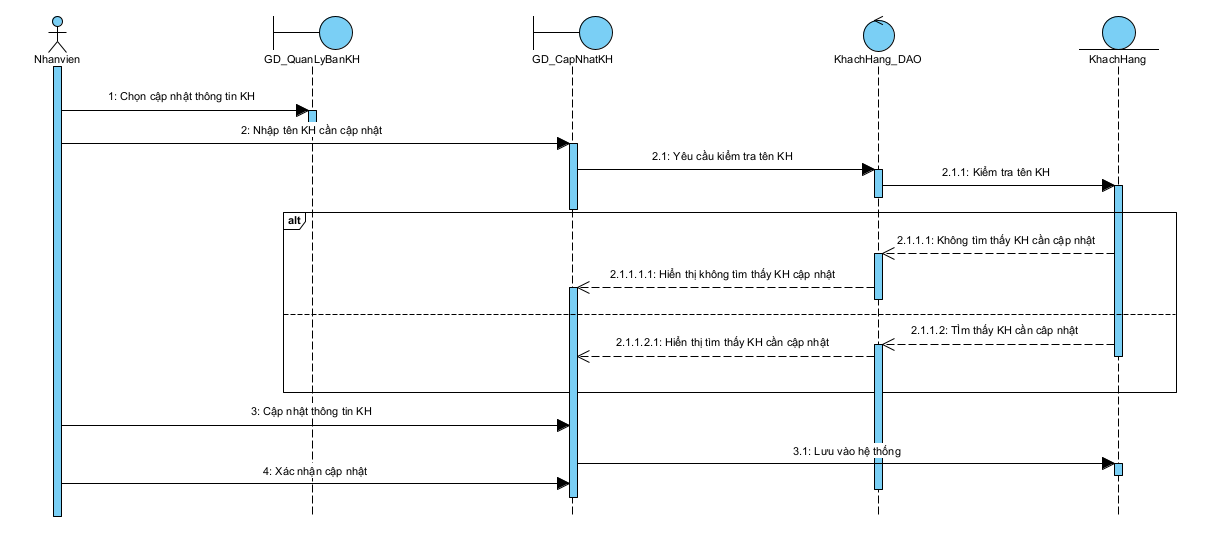 Nhanvien
GD_QuanLyBanKH
GD_CapNhatKH
KhachHang_DAO
KhachHang
1: Chọn cập nhật thông tin KH
2: Nhập tên KH cần cập nhật
2.1: Yêu cầu kiểm tra tên KH
2.1.1: Kiểm tra tên KH
alt
2.1.1.1: Không tìm thấy KH cần cập nhật
2.1.1.1.1: Hiển thị không tìm thấy KH cập nhật
2.1.1.2: TÌm thấy KH cần câp nhật
2.1.1.2.1: Hiển thị tìm thấy KH cần cập nhật
3: Cập nhật thông tin KH
3.1: Lưu vào hệ thống
4: Xác nhận cập nhật